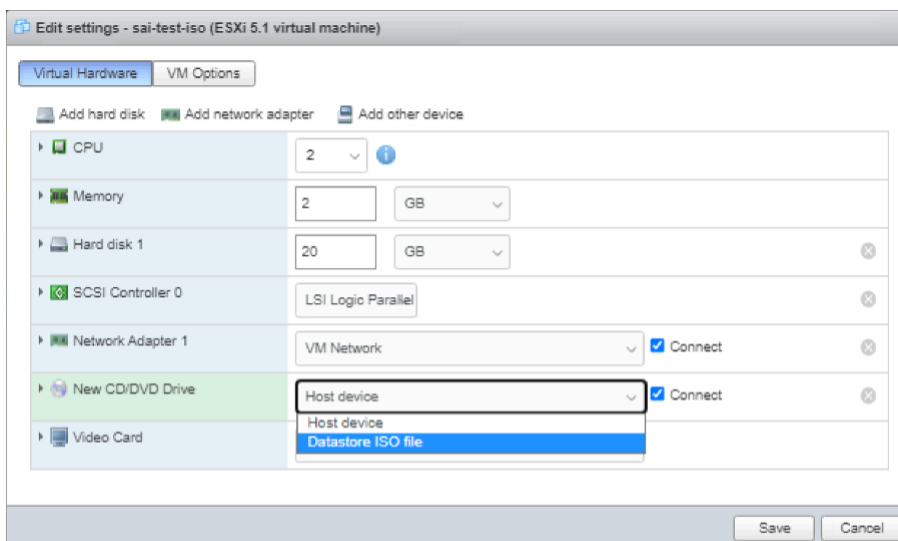 Edit settings - sai-test-iso (ESXi 5.1 virtual machine)
Virtual Hardware VM Options
Add hard disk Add network adapter Add other device
CPU 2
Memory 2 GB
Hard disk 1 20 GB
SCSI Controller 0 LSI Logic Parallel
Network Adapter 1 VM Network Connect
New CD/DVD Drive Host device Connect
Host device
Video Card Datastore ISO file
Save Cancel